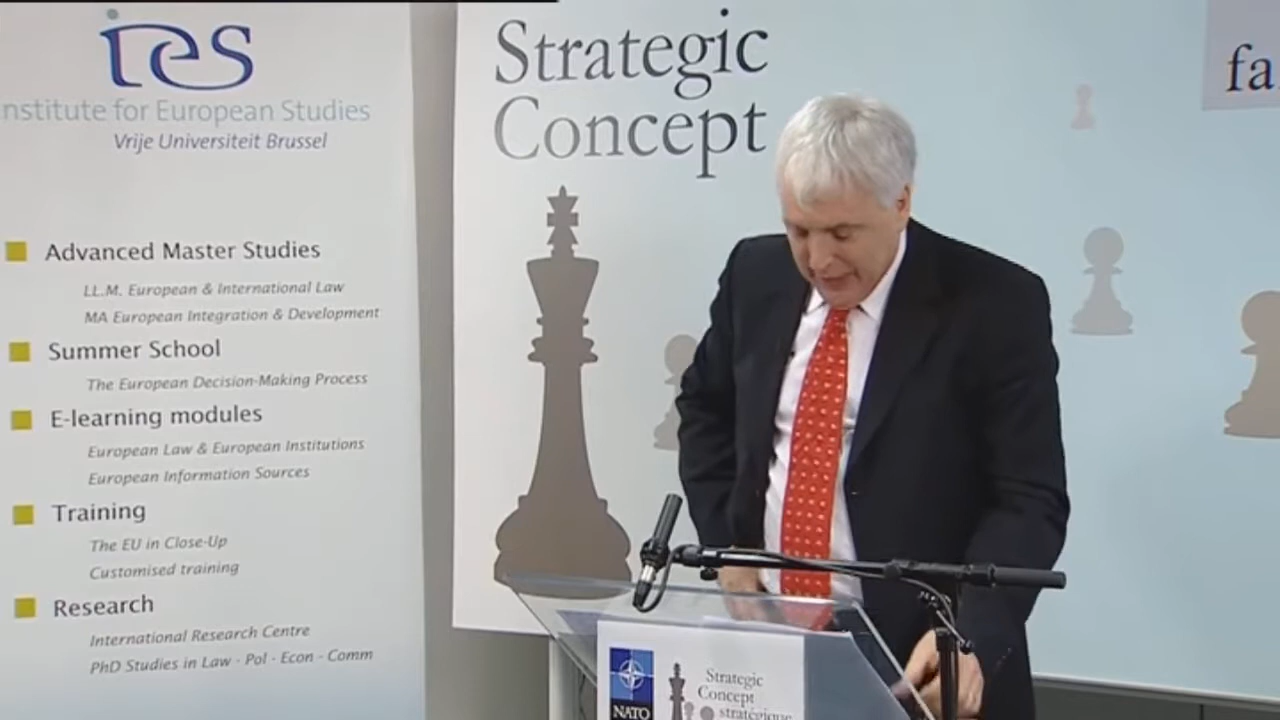 ies
nstitute for European Studies
Vrije Universiteit Brussel
Advanced Master Studies
LL.M. European & International Law
MA European Integration & Development
Summer School
The European Decision-Making Process
E-learning modules
European Law & European Institutions
European Information Sources
Training
The EU in Close-Up
Customised training
Research
International Research Centre
PhD Studies in Law - Pol - Econ - Comm
Strategic
Concept
fa
NATO
Strategic
Concept
stratégique